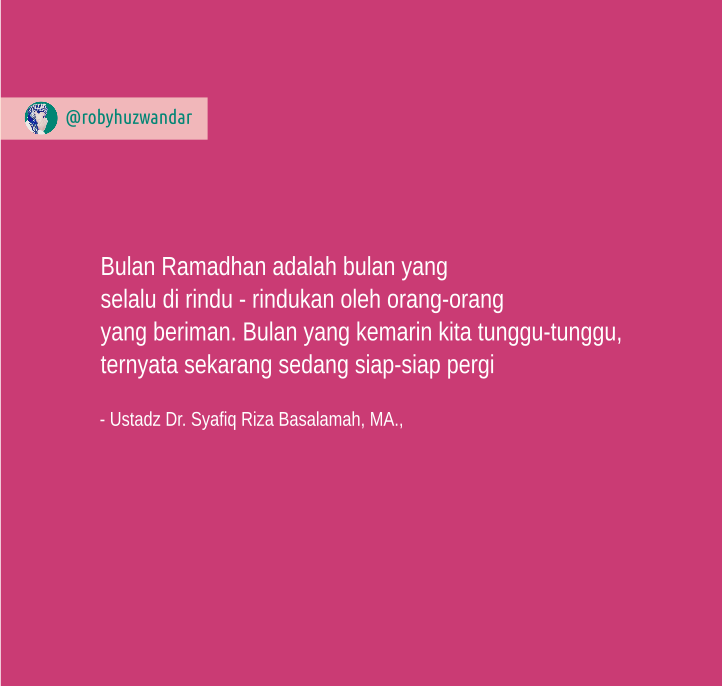 @robyhuzwandar
Bulan Ramadhan adalah bulan yang
selalu di rindu - rindukan oleh orang-orang
yang beriman. Bulan yang kemarin kita tunggu-tunggu,
ternyata sekarang sedang siap-siap pergi
- Ustadz Dr. Syafiq Riza Basalamah, MA.,